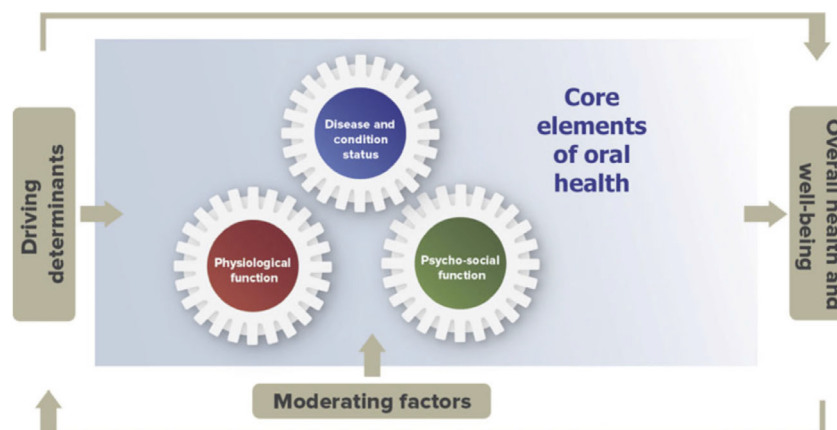 Core
elements
of oral
health
Disease and
condition
status
Driving
determinants
Overall health and
well-being
Physiological
function
Psycho-social
function
Moderating factors